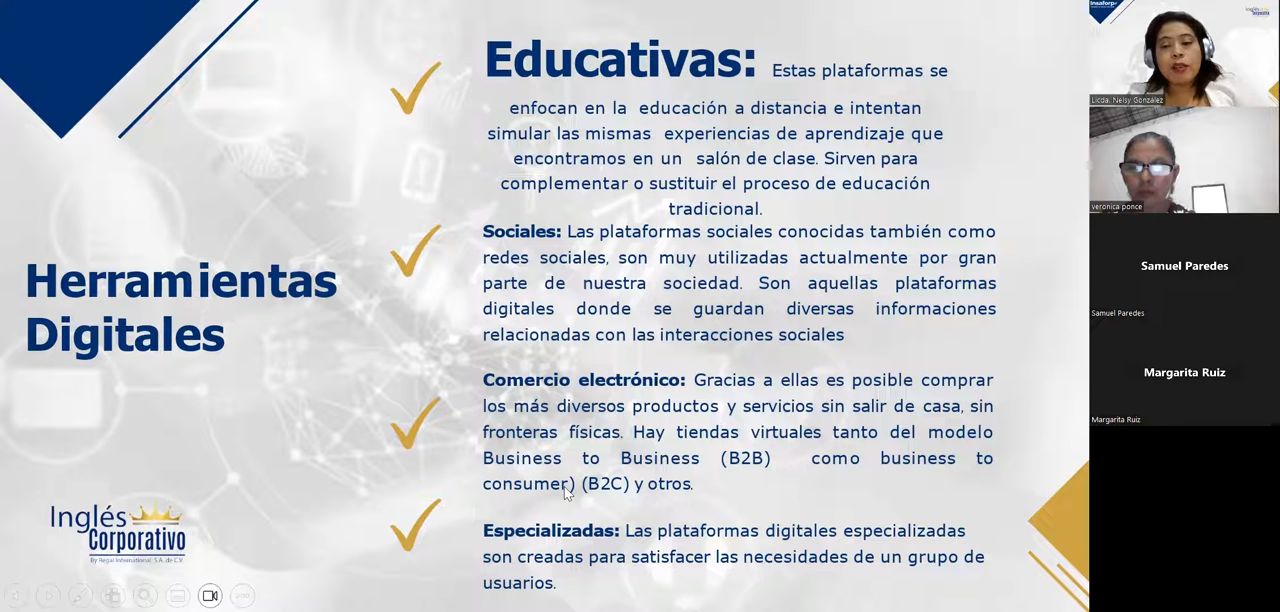 Herramientas
Digitales
Educativas: Estas plataformas se
enfocan en la educación a distancia e intentan
simular las mismas experiencias de aprendizaje que
encontramos en un salón de clase. Sirven para
complementar o sustituir el proceso de educación
tradicional.
Sociales: Las plataformas sociales conocidas también como
redes sociales, son muy utilizadas actualmente por gran
parte de nuestra sociedad. Son aquellas plataformas
digitales donde se guardan diversas informaciones
relacionadas con las interacciones sociales
Comercio electrónico: Gracias a ellas es posible comprar
los más diversos productos y servicios sin salir de casa, sin
fronteras físicas. Hay tiendas virtuales tanto del modelo
Business to Business (B2B) como business to
consumer) (B2C) y otros.
Especializadas: Las plataformas digitales especializadas
son creadas para satisfacer las necesidades de un grupo de
usuarios.
Inglés
Corporativo
By Regal International S.A. de C.V.
Insaforp
Licda. Nelsy González
veronica ponce
Samuel Paredes
Samuel Paredes
Margarita Ruiz
Margarita Ruiz